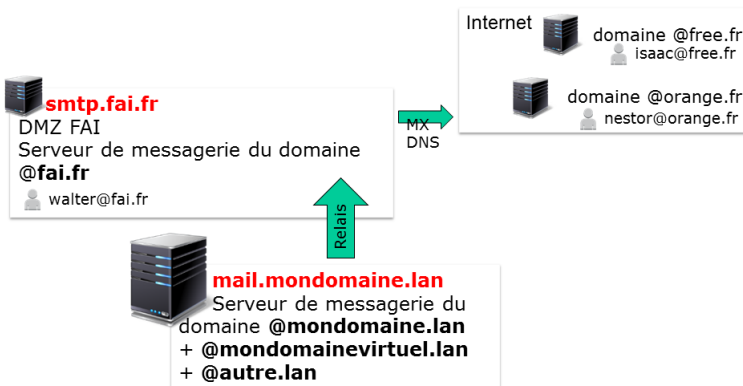 Internet
domaine @free.fr
isaac@free.fr
domaine @orange.fr
nestor@orange.fr
smtp.fai.fr
DMZ FAI
Serveur de messagerie du domaine
@fai.fr
walter@fai.fr
MX
DNS
Relais
mail.mondomaine.lan
Serveur de messagerie du
domaine @mondomaine.lan
+ @mondomainevirtuel.lan
+ @autre.lan